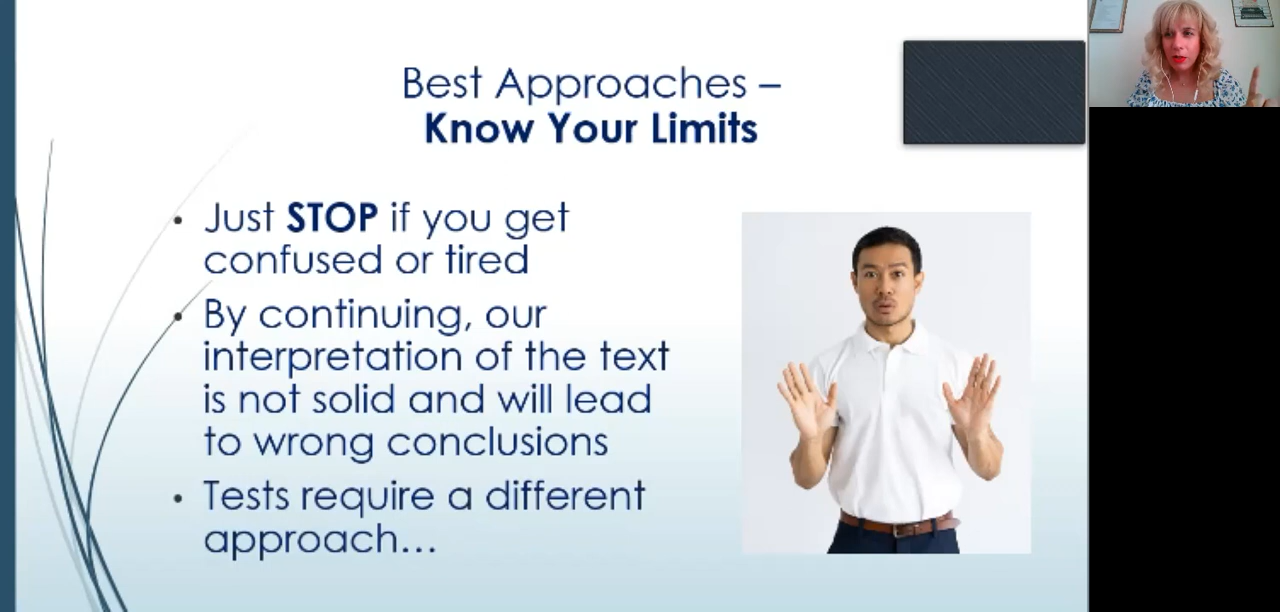 Best Approaches –
Know Your Limits
• Just STOP if you get
confused or tired
• By continuing, our
interpretation of the text
is not solid and will lead
to wrong conclusions
• Tests require a different
approach…